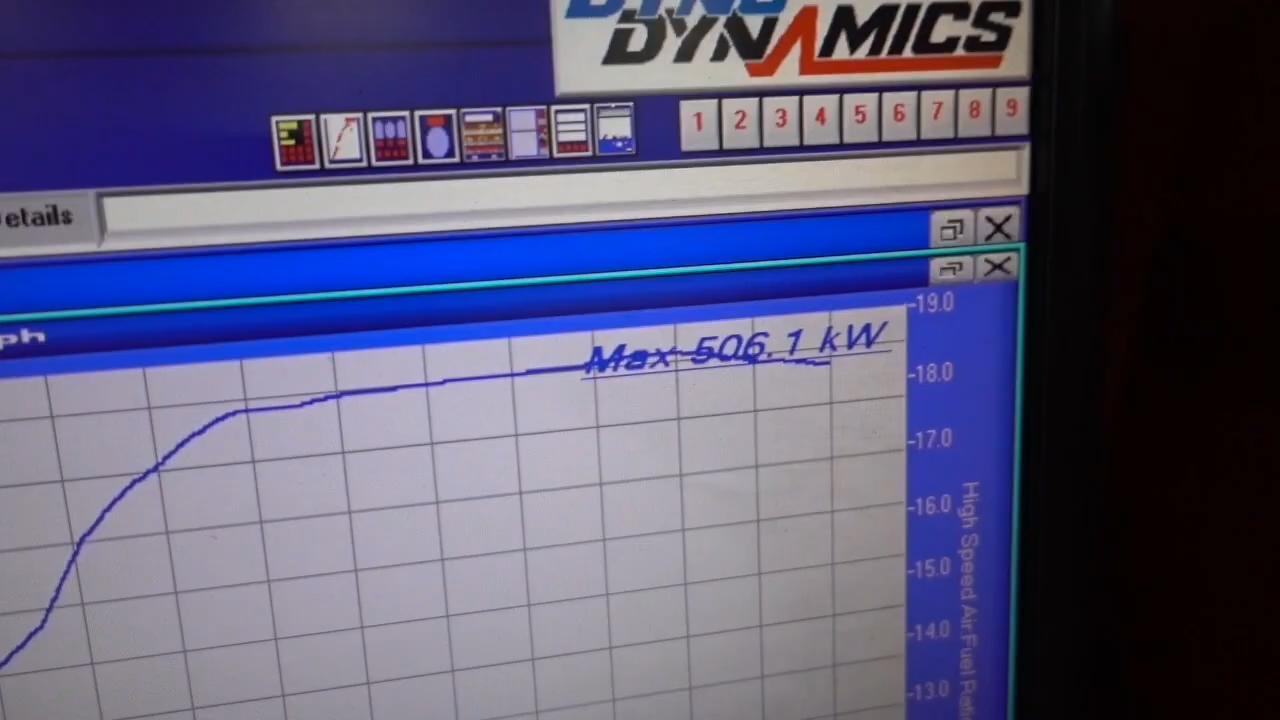 DYNO
DYNAMICS
1 2 3 4 5 6 7 8 9
etails
ph
Max 506.1 kW
19.0
18.0
17.0
16.0
15.0
14.0
13.0
High Speed Air Fuel